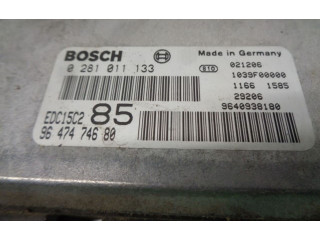 BOSCH
Made in Germany
0 281 011 133
STO
021206
1039F00000
1166 1585
29206
EDC15C2 85
9640938180
96 474 746 80